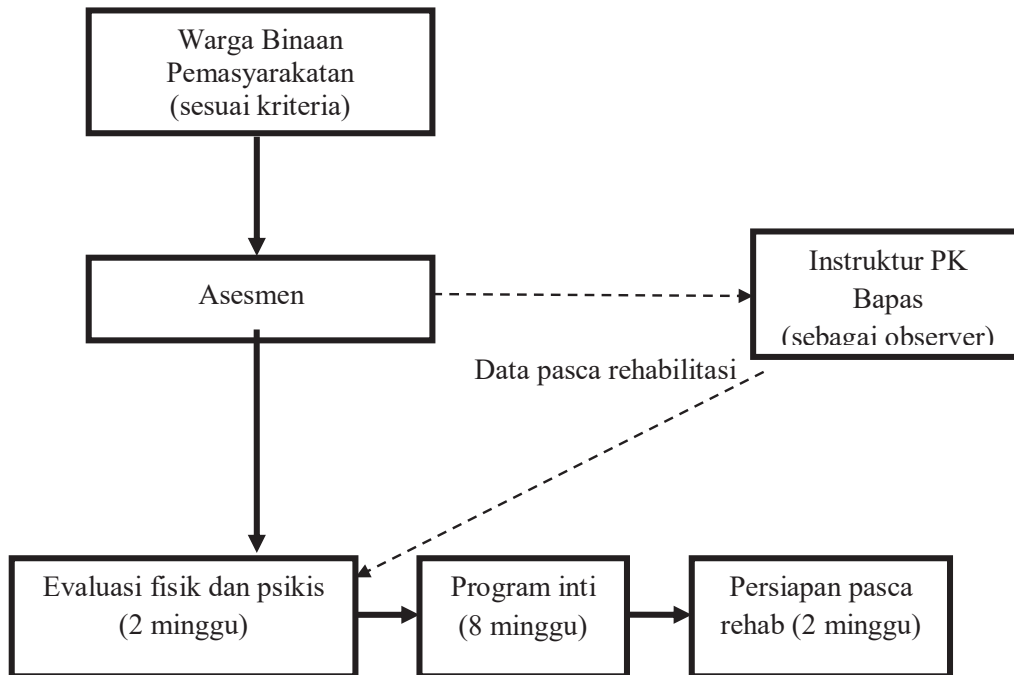 Warga Binaan
Pemasyarakatan
(sesuai kriteria)
Asesmen
Instruktur PK
Bapas
(sebagai observer)
Data pasca rehabilitasi
Evaluasi fisik dan psikis
(2 minggu)
Program inti
(8 minggu)
Persiapan pasca
rehab (2 minggu)